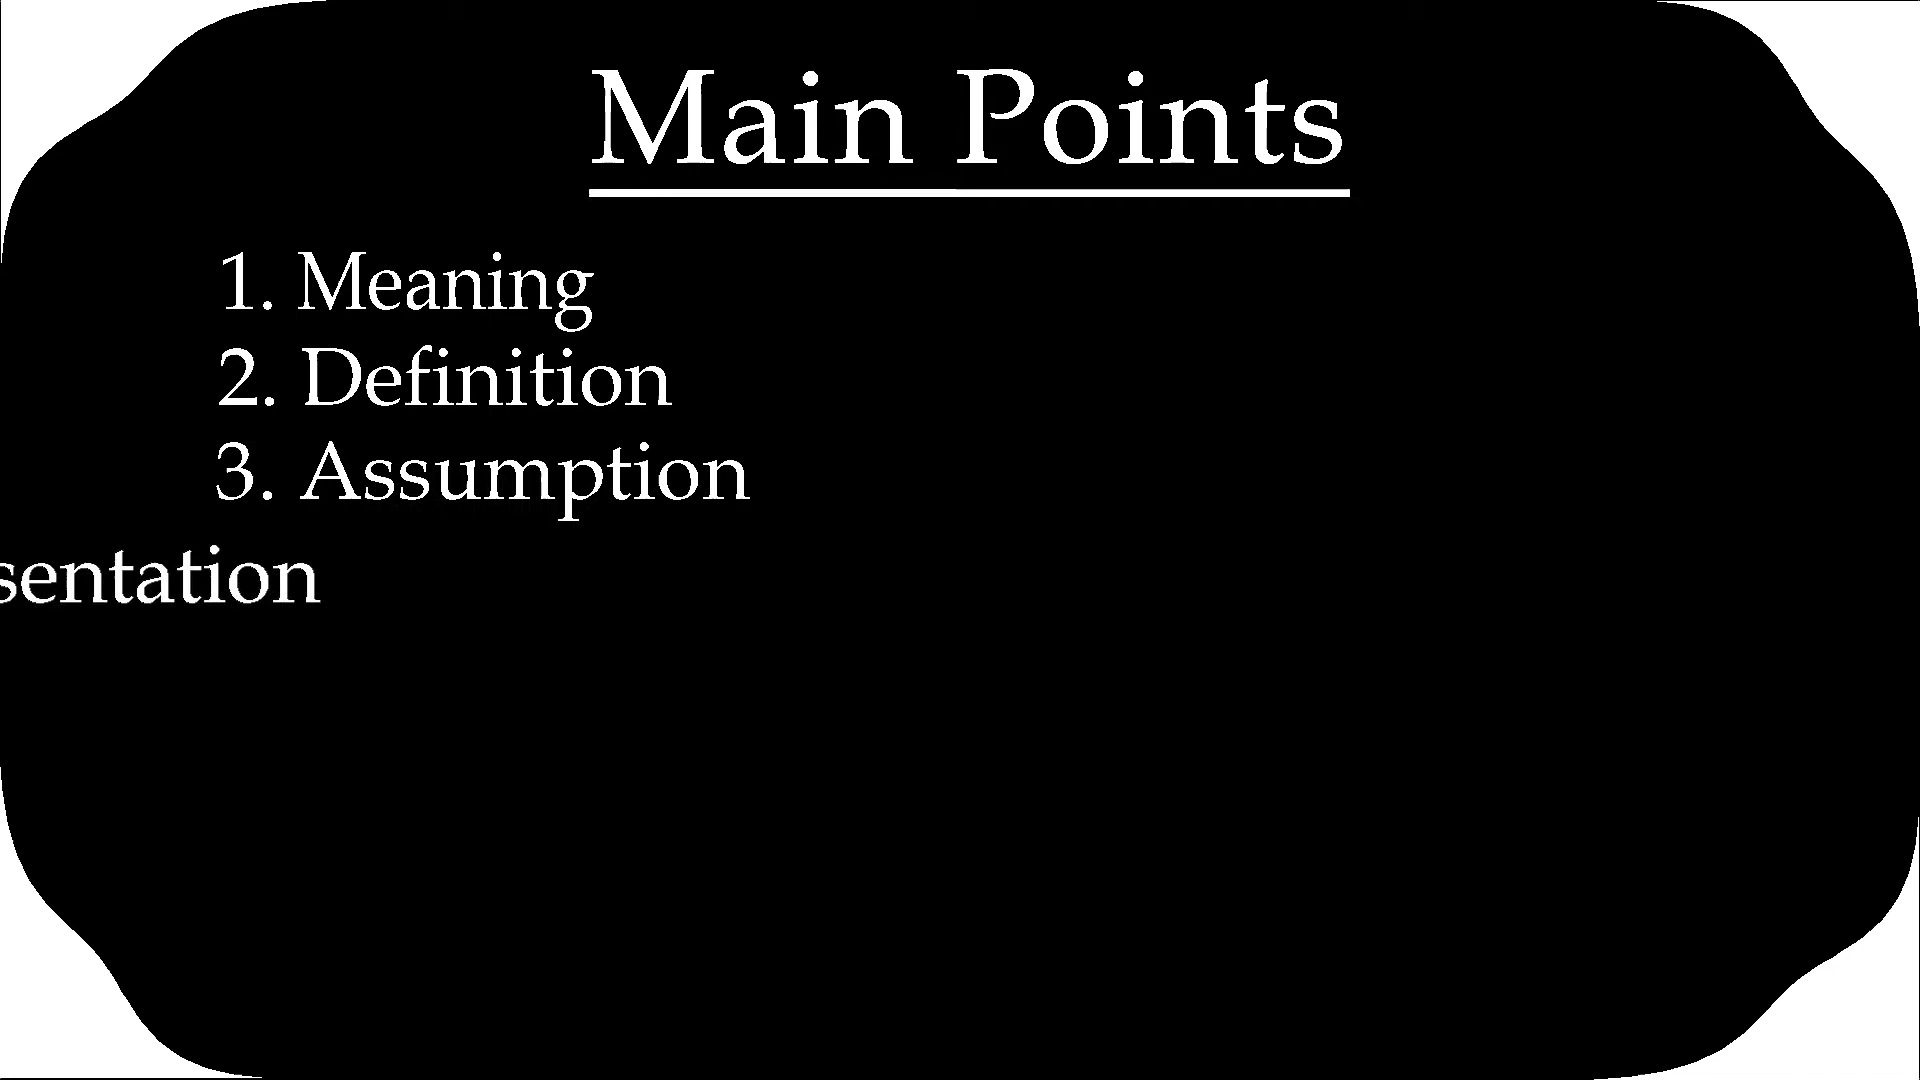 Main Points
1. Meaning
2. Definition
3. Assumption
sentation